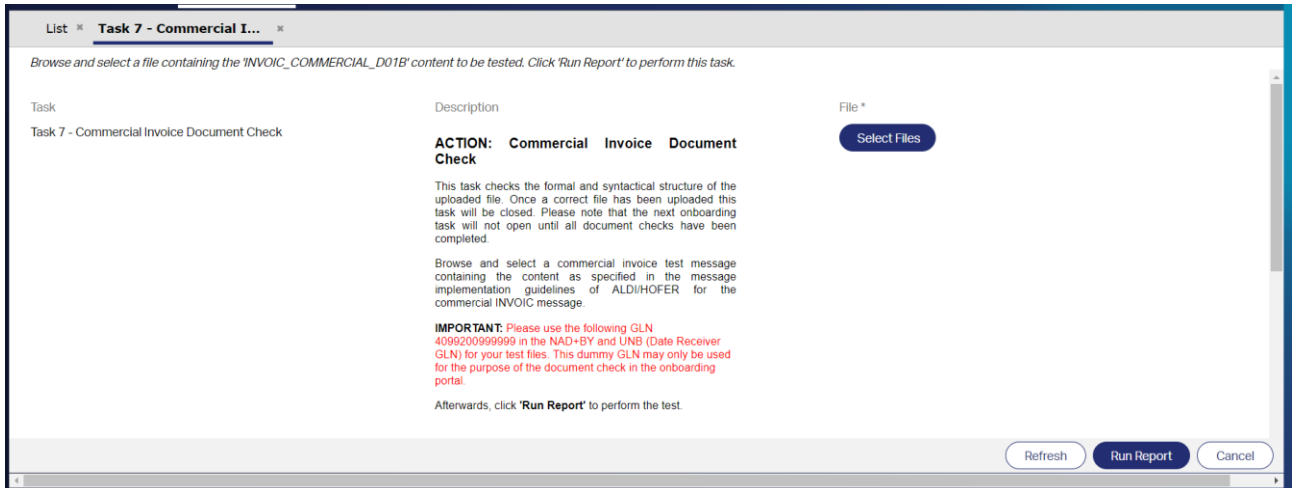 List × Task 7 - Commercial I... ×
Browse and select a file containing the 'INVOIC_COMMERCIAL_D01B' content to be tested. Click 'Run Report' to perform this task.
Task
Task 7 - Commercial Invoice Document Check
Description
ACTION: Commercial Invoice Document
Check
This task checks the formal and syntactical structure of the
uploaded file. Once a correct file has been uploaded this
task will be closed. Please note that the next onboarding
task will not open until all document checks have been
completed.
Browse and select a commercial invoice test message
containing the content as specified in the message
implementation guidelines of ALDI/HOFER for the
commercial INVOIC message.
IMPORTANT: Please use the following GLN
4099200999999 in the NAD+BY and UNB (Date Receiver
GLN) for your test files. This dummy GLN may only be used
for the purpose of the document check in the onboarding
portal.
Afterwards, click 'Run Report' to perform the test.
File *
Select Files
Refresh Run Report Cancel